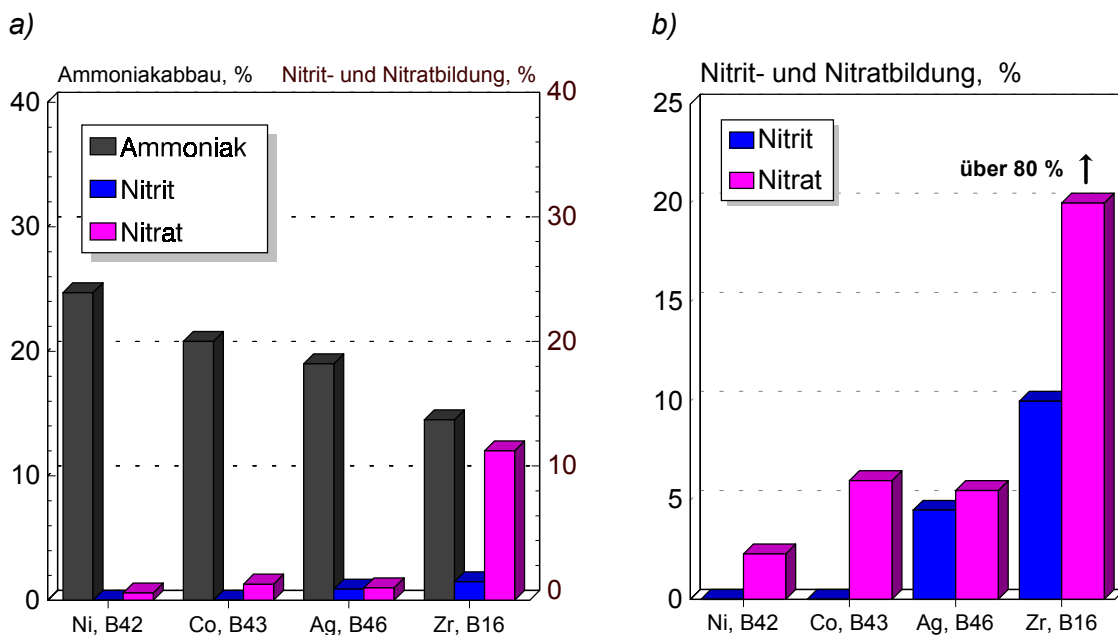 a)
Ammoniakabbau, % Nitrit- und Nitratbildung, %
40 40
Ammoniak
Nitrit
Nitrat
30 30
20 20
10 10
0 0
Ni, B42 Co, B43 Ag, B46 Zr, B16
b)
Nitrit- und Nitratbildung, %
25
Nitrit
Nitrat
über 80 % ↑
20
15
10
5
0
Ni, B42 Co, B43 Ag, B46 Zr, B16